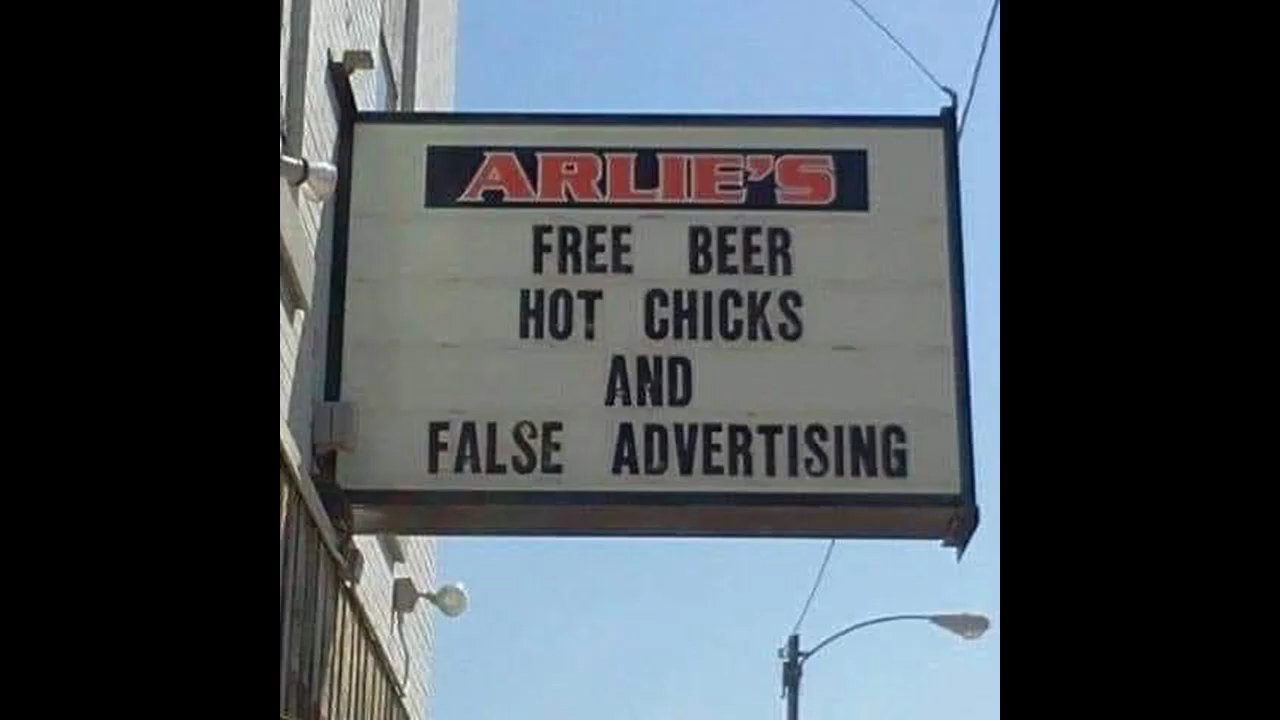 ARLIE'S
FREE BEER
HOT CHICKS
AND
FALSE ADVERTISING